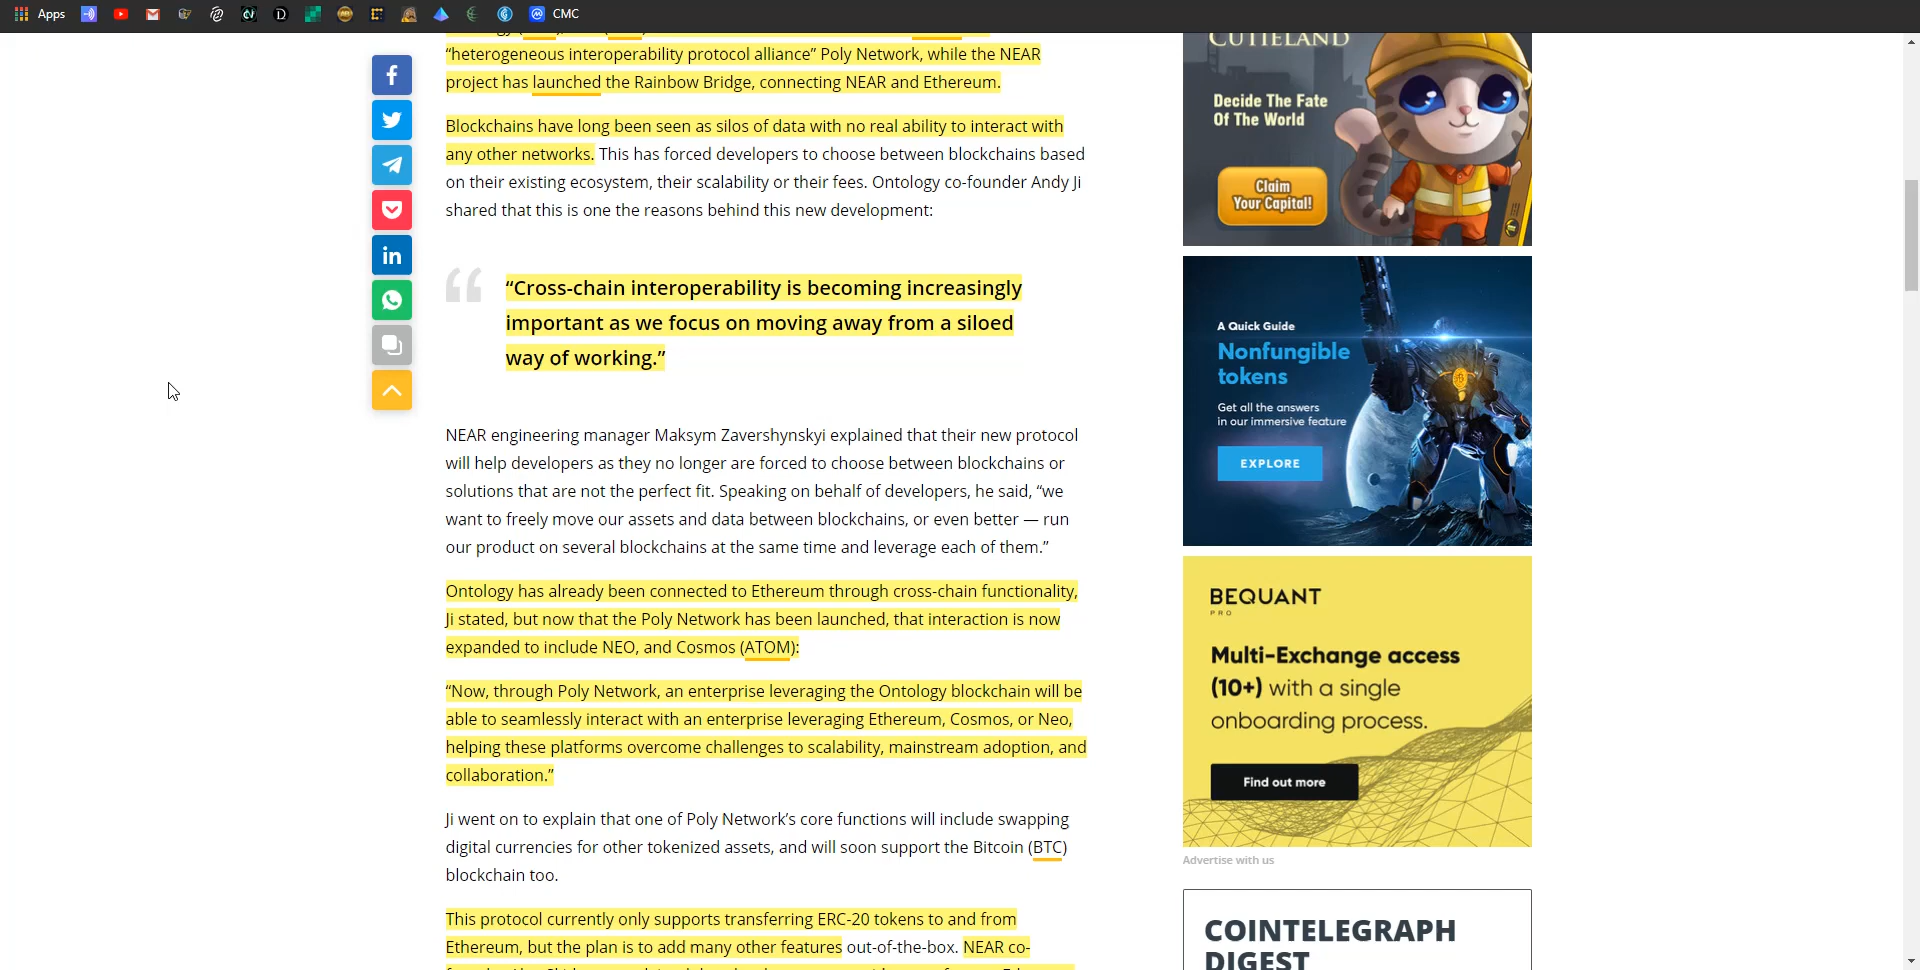 Apps
CMC
“heterogeneous interoperability protocol alliance” Poly Network, while the NEAR
project has launched the Rainbow Bridge, connecting NEAR and Ethereum.
Blockchains have long been seen as silos of data with no real ability to interact with
any other networks. This has forced developers to choose between blockchains based
on their existing ecosystem, their scalability or their fees. Ontology co-founder Andy Ji
shared that this is one the reasons behind this new development:
“Cross-chain interoperability is becoming increasingly
important as we focus on moving away from a siloed
way of working.”
NEAR engineering manager Maksym Zavershynskyi explained that their new protocol
will help developers as they no longer are forced to choose between blockchains or
solutions that are not the perfect fit. Speaking on behalf of developers, he said, “we
want to freely move our assets and data between blockchains, or even better — run
our product on several blockchains at the same time and leverage each of them.”
Ontology has already been connected to Ethereum through cross-chain functionality,
Ji stated, but now that the Poly Network has been launched, that interaction is now
expanded to include NEO, and Cosmos (ATOM):
“Now, through Poly Network, an enterprise leveraging the Ontology blockchain will be
able to seamlessly interact with an enterprise leveraging Ethereum, Cosmos, or Neo,
helping these platforms overcome challenges to scalability, mainstream adoption, and
collaboration.”
Ji went on to explain that one of Poly Network’s core functions will include swapping
digital currencies for other tokenized assets, and will soon support the Bitcoin (BTC)
blockchain too.
This protocol currently only supports transferring ERC-20 tokens to and from
Ethereum, but the plan is to add many other features out-of-the-box. NEAR co-
CUTIELAND
Decide The Fate
Of The World
Claim
Your Capital!
A Quick Guide
Nonfungible
tokens
Get all the answers
in our immersive feature
EXPLORE
BEQUANT
PRO
Multi-Exchange access
(10+) with a single
onboarding process.
Find out more
Advertise with us
COINTELEGRAPH
DIGEST